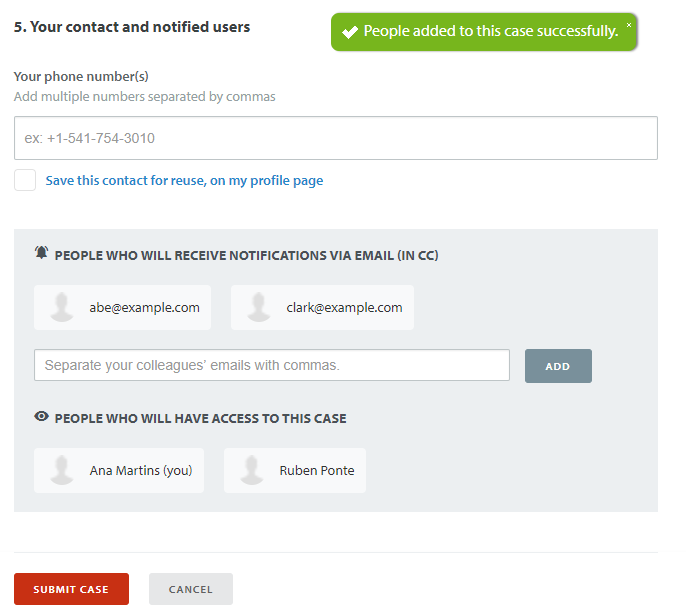 5. Your contact and notified users
People added to this case successfully.
×
Your phone number(s)
Add multiple numbers separated by commas
ex: +1-541-754-3010
Save this contact for reuse, on my profile page
PEOPLE WHO WILL RECEIVE NOTIFICATIONS VIA EMAIL (IN CC)
abe@example.com
clark@example.com
Separate your colleagues’ emails with commas.
ADD
PEOPLE WHO WILL HAVE ACCESS TO THIS CASE
Ana Martins (you)
Ruben Ponte
SUBMIT CASE
CANCEL